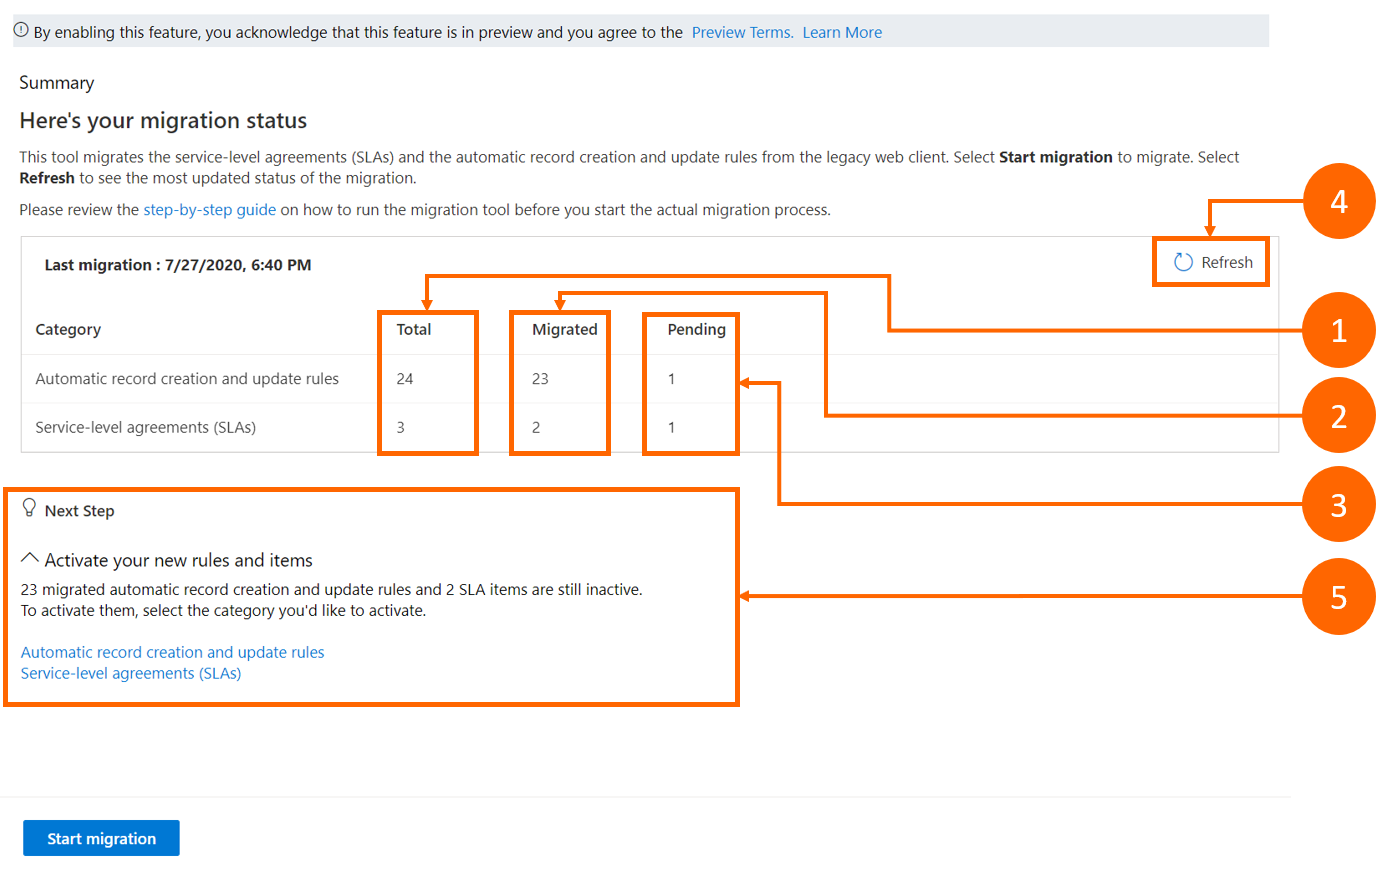 By enabling this feature, you acknowledge that this feature is in preview and you agree to the Preview Terms. Learn More
Summary
Here's your migration status
This tool migrates the service-level agreements (SLAs) and the automatic record creation and update rules from the legacy web client. Select Start migration to migrate. Select
Refresh to see the most updated status of the migration.
Please review the step-by-step guide on how to run the migration tool before you start the actual migration process.
4
Last migration : 7/27/2020, 6:40 PM Refresh
Category Total Migrated Pending
1
Automatic record creation and update rules 24 23 1
2
Service-level agreements (SLAs) 3 2 1
3
Next Step
Activate your new rules and items
23 migrated automatic record creation and update rules and 2 SLA items are still inactive.
5
To activate them, select the category you'd like to activate.
Automatic record creation and update rules
Service-level agreements (SLAs)
Start migration